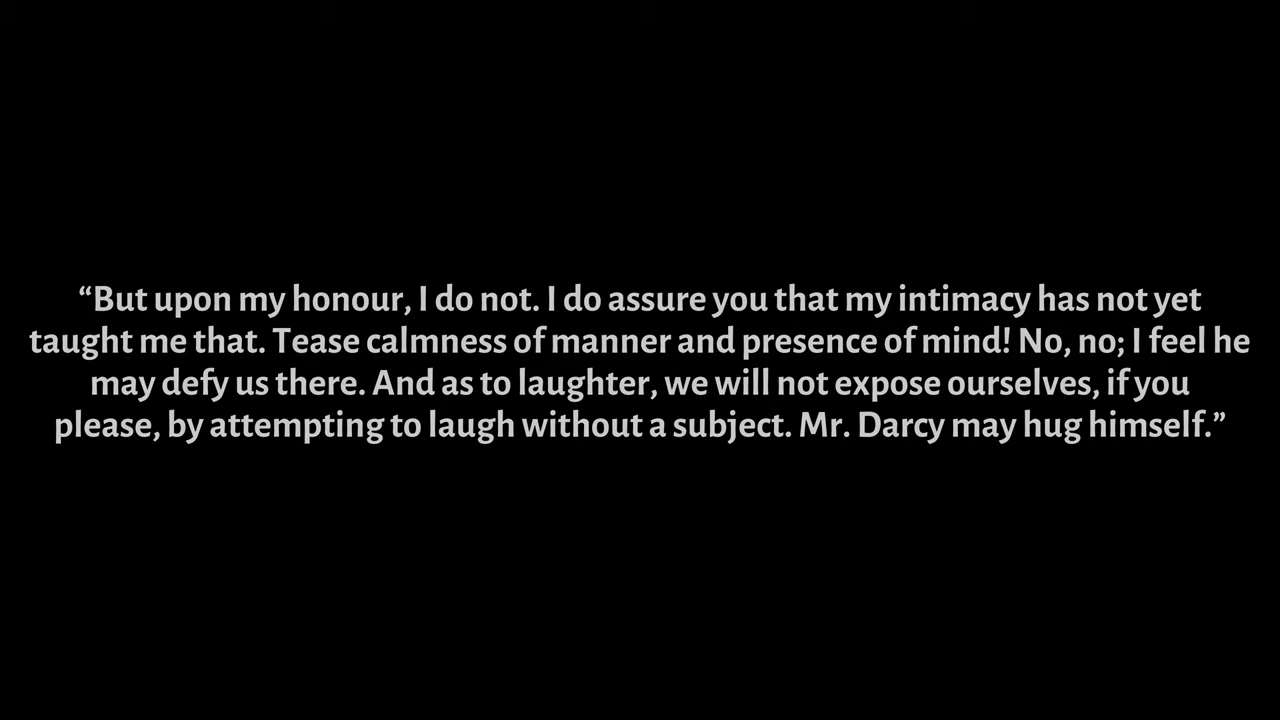 “But upon my honour, I do not. I do assure you that my intimacy has not yet
taught me that. Tease calmness of manner and presence of mind! No, no; I feel he
may defy us there. And as to laughter, we will not expose ourselves, if you
please, by attempting to laugh without a subject. Mr. Darcy may hug himself.”